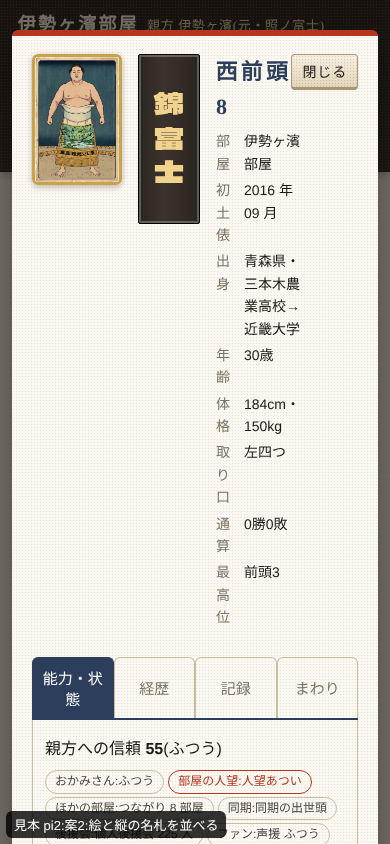 伊勢ヶ濱部屋 親方 伊勢ヶ濱(元・照ノ富士)
錦富士
西前頭
8
閉じる
部屋 伊勢ヶ濱部屋
初土俵 2016 年 09 月
出身 青森県・三本木農業高校→近畿大学
年齢 30歳
体格 184cm・150kg
取り口 左四つ
通算 0勝0敗
最高位 前頭3
能力・状態 経歴 記録 まわり
親方への信頼 55(ふつう)
おかみさん:ふつう 部屋の人望:人望あつい
ほかの部屋:つながり 8 部屋 同期:同期の出世頭
ファン:声援 ふつう
見本 pi2:案2:絵と縦の名札を並べる